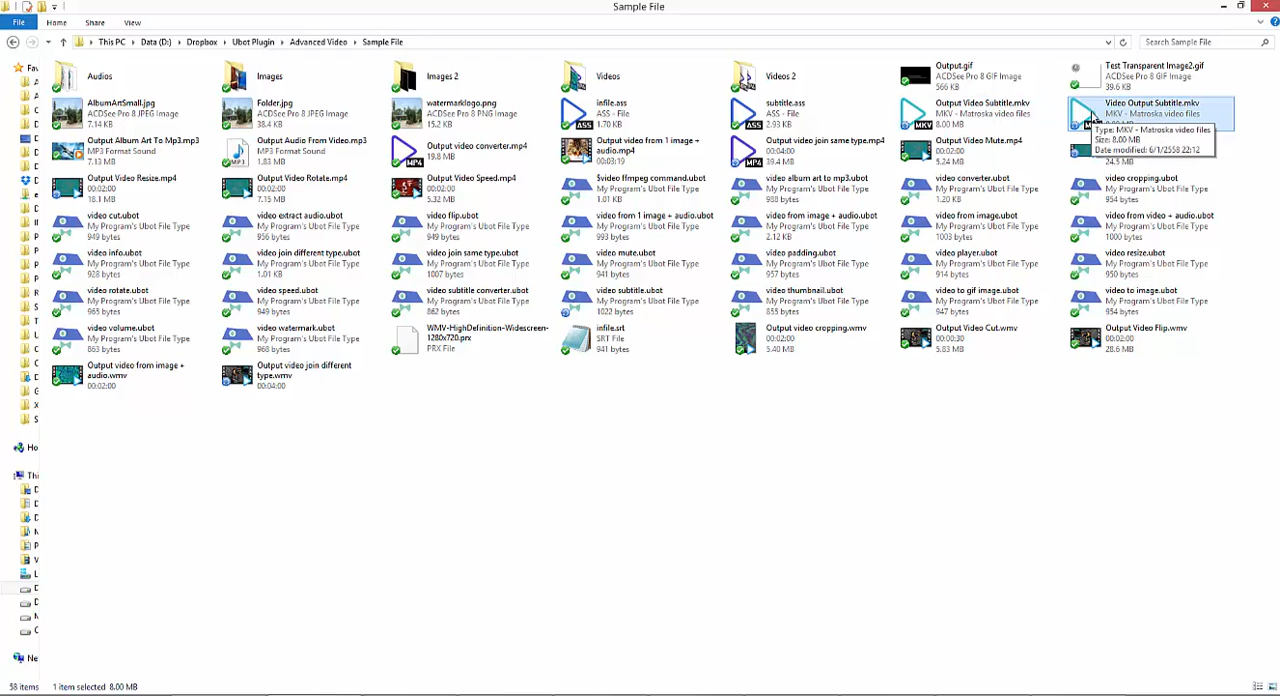 Sample File
File
Home
Share
View
This PC
Data (D:)
Dropbox
Ubot Plugin
Advanced Video
Sample File
Search Sample File
Fav
Audios
Images
Images 2
Videos
Videos 2
Output.gif
ACDSee Pro 8 GIF Image
566 KB
Test Transparent Image2.gif
ACDSee Pro 8 GIF Image
39.6 KB
AlbumArtSmall.jpg
ACDSee Pro 8 JPEG Image
7.14 KB
Folder.jpg
ACDSee Pro 8 JPEG Image
38.4 KB
watermarklogo.png
ACDSee Pro 8 PNG Image
15.2 KB
infile.ass
ASS - File
1.70 KB
subtitle.ass
ASS - File
2.93 KB
Output Video Subtitle.mkv
MKV - Matroska video files
8.00 MB
Video Output Subtitle.mkv
MKV - Matroska video files
Type: MKV - Matroska video files
Size: 8.00 MB
Date modified: 6/1/2558 22:12
Output Album Art To Mp3.mp3
MP3 Format Sound
7.13 MB
Output Audio From Video.mp3
MP3 Format Sound
1.83 MB
Output video converter.mp4
19.8 MB
Output video from 1 image +
audio.mp4
00:03:19
Output video join same type.mp4
00:04:00
19.4 MB
Output Video Mute.mp4
00:02:00
5.24 MB
24.5 MB
Output Video Resize.mp4
00:02:00
18.1 MB
Output Video Rotate.mp4
00:02:00
7.15 MB
Output Video Speed.mp4
00:02:00
5.32 MB
$video ffmpeg command.ubot
My Program's Ubot File Type
1.01 KB
video album art to mp3.ubot
My Program's Ubot File Type
988 bytes
video converter.ubot
My Program's Ubot File Type
1.20 KB
video cropping.ubot
My Program's Ubot File Type
954 bytes
video cut.ubot
My Program's Ubot File Type
949 bytes
video extract audio.ubot
My Program's Ubot File Type
956 bytes
video flip.ubot
My Program's Ubot File Type
949 bytes
video from 1 image + audio.ubot
My Program's Ubot File Type
993 bytes
video from image + audio.ubot
My Program's Ubot File Type
2.12 KB
video from image.ubot
My Program's Ubot File Type
1003 bytes
video from video + audio.ubot
My Program's Ubot File Type
1000 bytes
video info.ubot
My Program's Ubot File Type
928 bytes
video join different type.ubot
My Program's Ubot File Type
1.01 KB
video join same type.ubot
My Program's Ubot File Type
1007 bytes
video mute.ubot
My Program's Ubot File Type
941 bytes
video padding.ubot
My Program's Ubot File Type
957 bytes
video player.ubot
My Program's Ubot File Type
914 bytes
video resize.ubot
My Program's Ubot File Type
950 bytes
video rotate.ubot
My Program's Ubot File Type
965 bytes
video speed.ubot
My Program's Ubot File Type
949 bytes
video subtitle converter.ubot
My Program's Ubot File Type
862 bytes
video subtitle.ubot
My Program's Ubot File Type
1022 bytes
video thumbnail.ubot
My Program's Ubot File Type
855 bytes
video to gif image.ubot
My Program's Ubot File Type
947 bytes
video to image.ubot
My Program's Ubot File Type
954 bytes
video volume.ubot
My Program's Ubot File Type
863 bytes
video watermark.ubot
My Program's Ubot File Type
968 bytes
WMV-HighDefinition-Widescreen-
1280x720.prx
PRX File
infile.srt
SRT File
941 bytes
Output video cropping.wmv
00:02:00
5.40 MB
Output Video Cut.wmv
00:00:30
5.83 MB
Output Video Flip.wmv
00:02:00
28.6 MB
Output video from image +
audio.wmv
00:02:00
Output video join different
type.wmv
00:04:00
Ho
Thi
Ne
58 items
1 item selected 8.00 MB